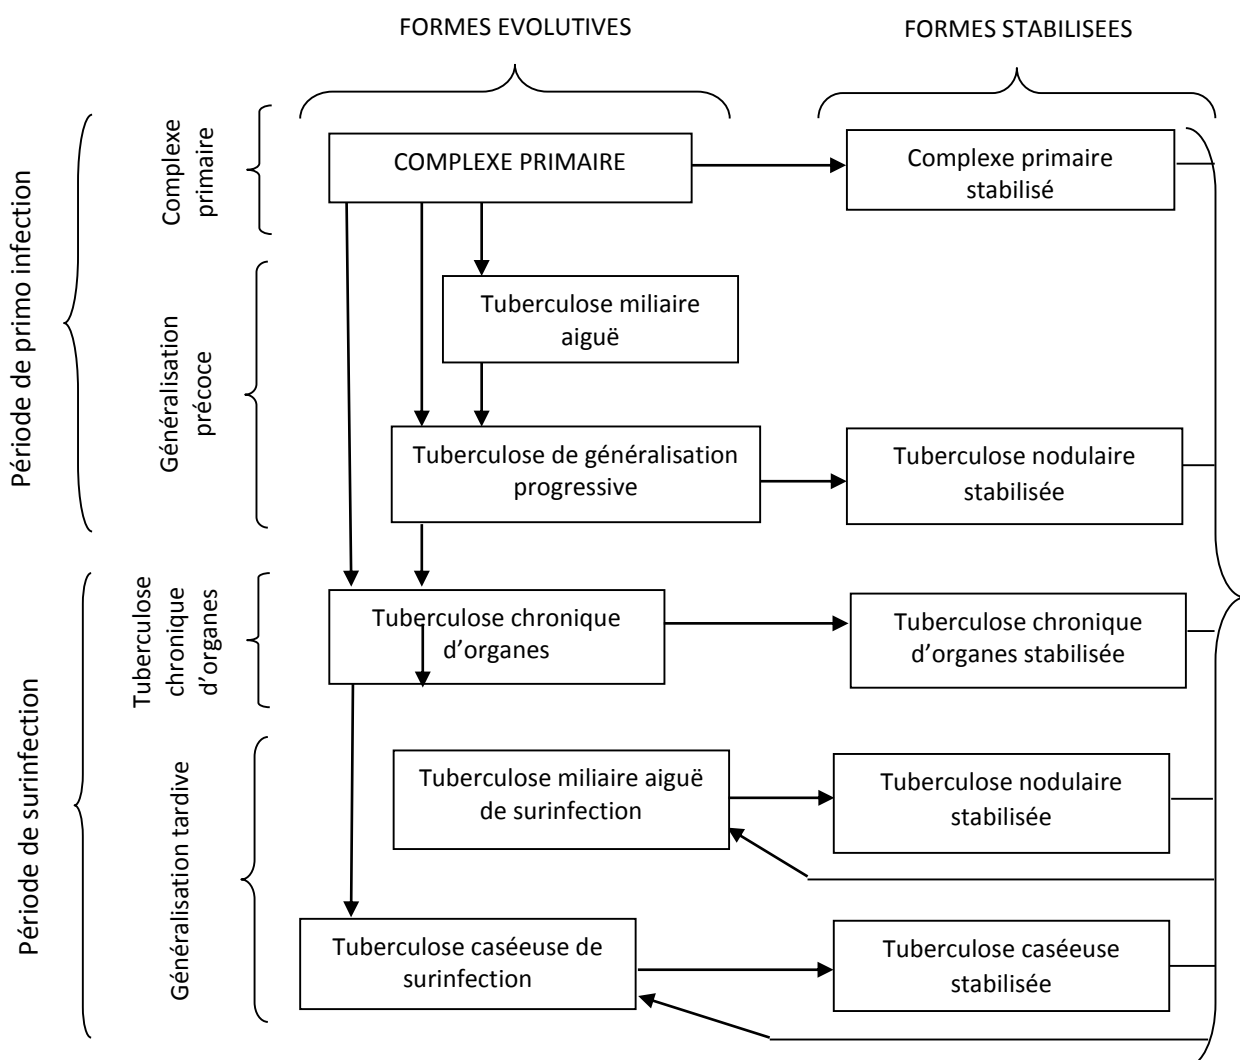 FORMES EVOLUTIVES
FORMES STABILISEES
Période de primo infection
Complexe
primaire
COMPLEXE PRIMAIRE
Complexe primaire
stabilisé
Généralisation
précoce
Tuberculose miliaire
aiguë
Tuberculose de généralisation
progressive
Tuberculose nodulaire
stabilisée
Période de surinfection
Tuberculose
chronique
d'organes
Tuberculose chronique
d'organes
Tuberculose chronique
d'organes stabilisée
Généralisation tardive
Tuberculose miliaire aiguë
de surinfection
Tuberculose nodulaire
stabilisée
Tuberculose caséeuse de
surinfection
Tuberculose caséeuse
stabilisée